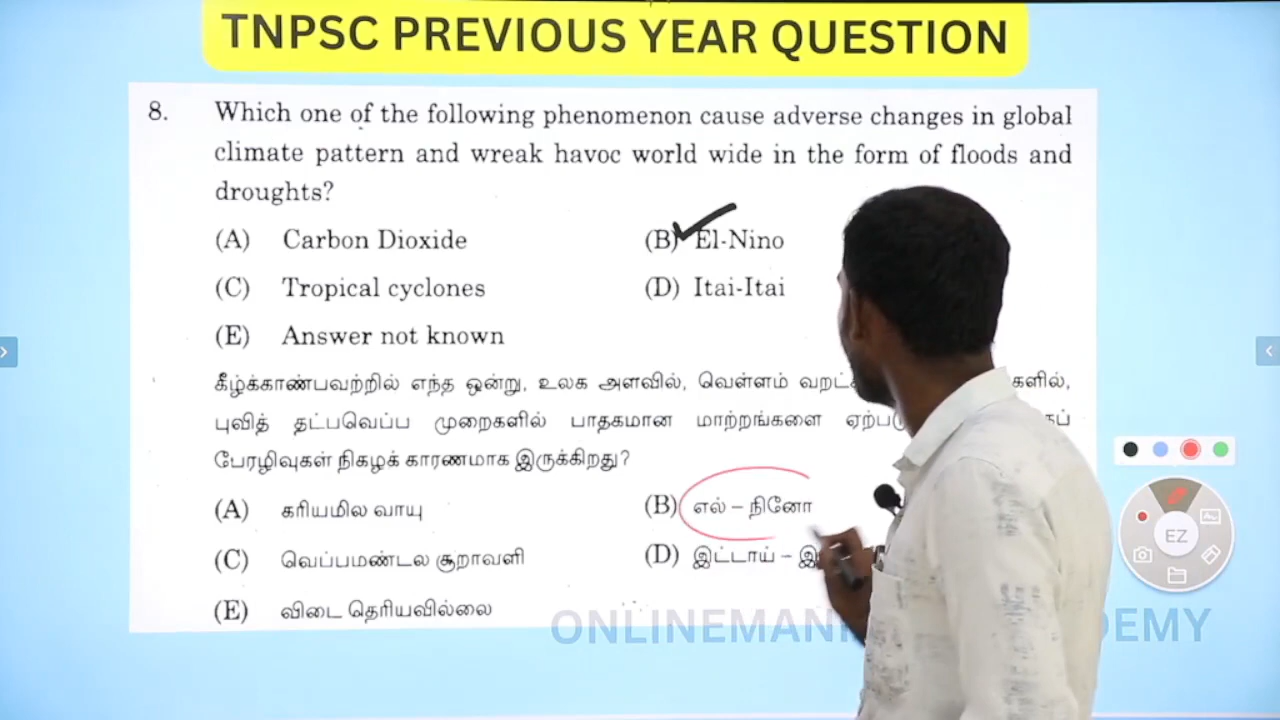 TNPSC PREVIOUS YEAR QUESTION
8. Which one of the following phenomenon cause adverse changes in global
climate pattern and wreak havoc world wide in the form of floods and
droughts?
(A) Carbon Dioxide (B) El-Nino
(C) Tropical cyclones (D) Itai-Itai
(E) Answer not known
கீழ்க்காண்பவற்றில் எந்த ஒன்று, உலக அளவில், வெள்ளம்
புவித் தட்பவெப்ப முறைகளில் பாதகமான மாற்றங்களை
பேரழிவுகள் நிகழக் காரணமாக இருக்கிறது?
(A) கரியமில வாயு (B) எல் – நினோ
(C) வெப்பமண்டல சூறாவளி (D) இட்டாய் –
(E) விடை தெரியவில்லை
EZ